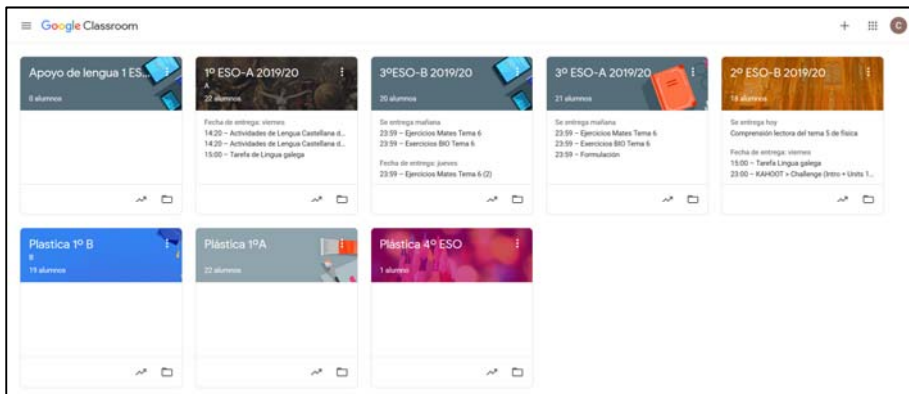 Google Classroom
C
Apoyo de lengua 1 ES...
0 alumnos
1º ESO-A 2019/20
A
22 alumnos
Fecha de entrega: viernes
14:20 – Actividades de Lengua Castellana d...
14:20 – Actividades de Lengua Castellana d...
15:00 – Tarefa de Lingua galega
3ºESO-B 2019/20
20 alumnos
Se entrega mañana
23:59 – Ejercicios Mates Tema 6
23:59 – Exercicios BIO Tema 6
Fecha de entrega: jueves
23:59 – Ejercicios Mates Tema 6 (2)
3º ESO-A 2019/20
21 alumnos
Se entrega mañana
23:59 – Ejercicios Mates Tema 6
23:59 – Exercicios BIO Tema 6
23:59 – Formulación
2º ESO-B 2019/20
18 alumnos
Se entrega hoy
Comprensión lectora del tema 5 de física
Fecha de entrega: viernes
15:00 – Tarefa Lingua galega
23:00 – KAHOOT > Challenge (Intro + Units 1...
Plastica 1º B
B
19 alumnos
Plástica 1ºA
22 alumnos
Plástica 4º ESO
1 alumno